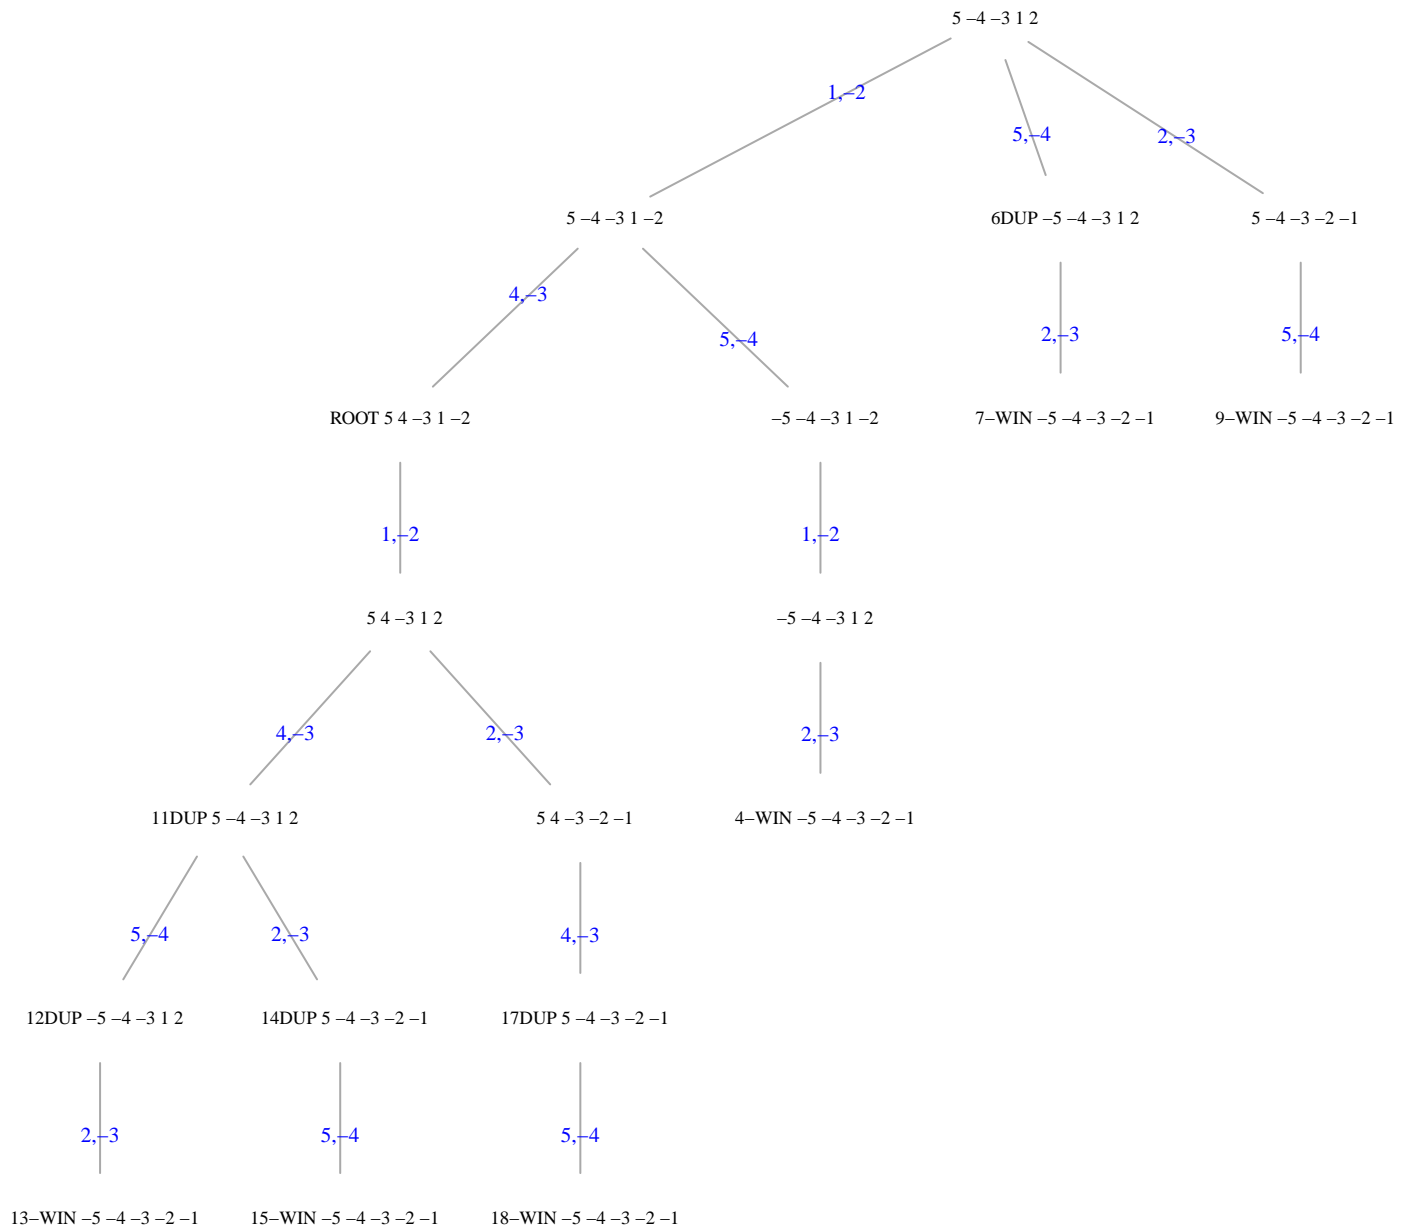 5 –4 –3 1 2
1,–2
5,–4
2,–3
5 –4 –3 1 –2
6DUP –5 –4 –3 1 2
5 –4 –3 –2 –1
4,–3
5,–4
2,–3
5,–4
ROOT 5 4 –3 1 –2
–5 –4 –3 1 –2
7–WIN –5 –4 –3 –2 –1
9–WIN –5 –4 –3 –2 –1
1,–2
1,–2
5 4 –3 1 2
–5 –4 –3 1 2
4,–3
2,–3
2,–3
11DUP 5 –4 –3 1 2
5 4 –3 –2 –1
4–WIN –5 –4 –3 –2 –1
5,–4
2,–3
4,–3
12DUP –5 –4 –3 1 2
14DUP 5 –4 –3 –2 –1
17DUP 5 –4 –3 –2 –1
2,–3
5,–4
5,–4
13–WIN –5 –4 –3 –2 –1
15–WIN –5 –4 –3 –2 –1
18–WIN –5 –4 –3 –2 –1